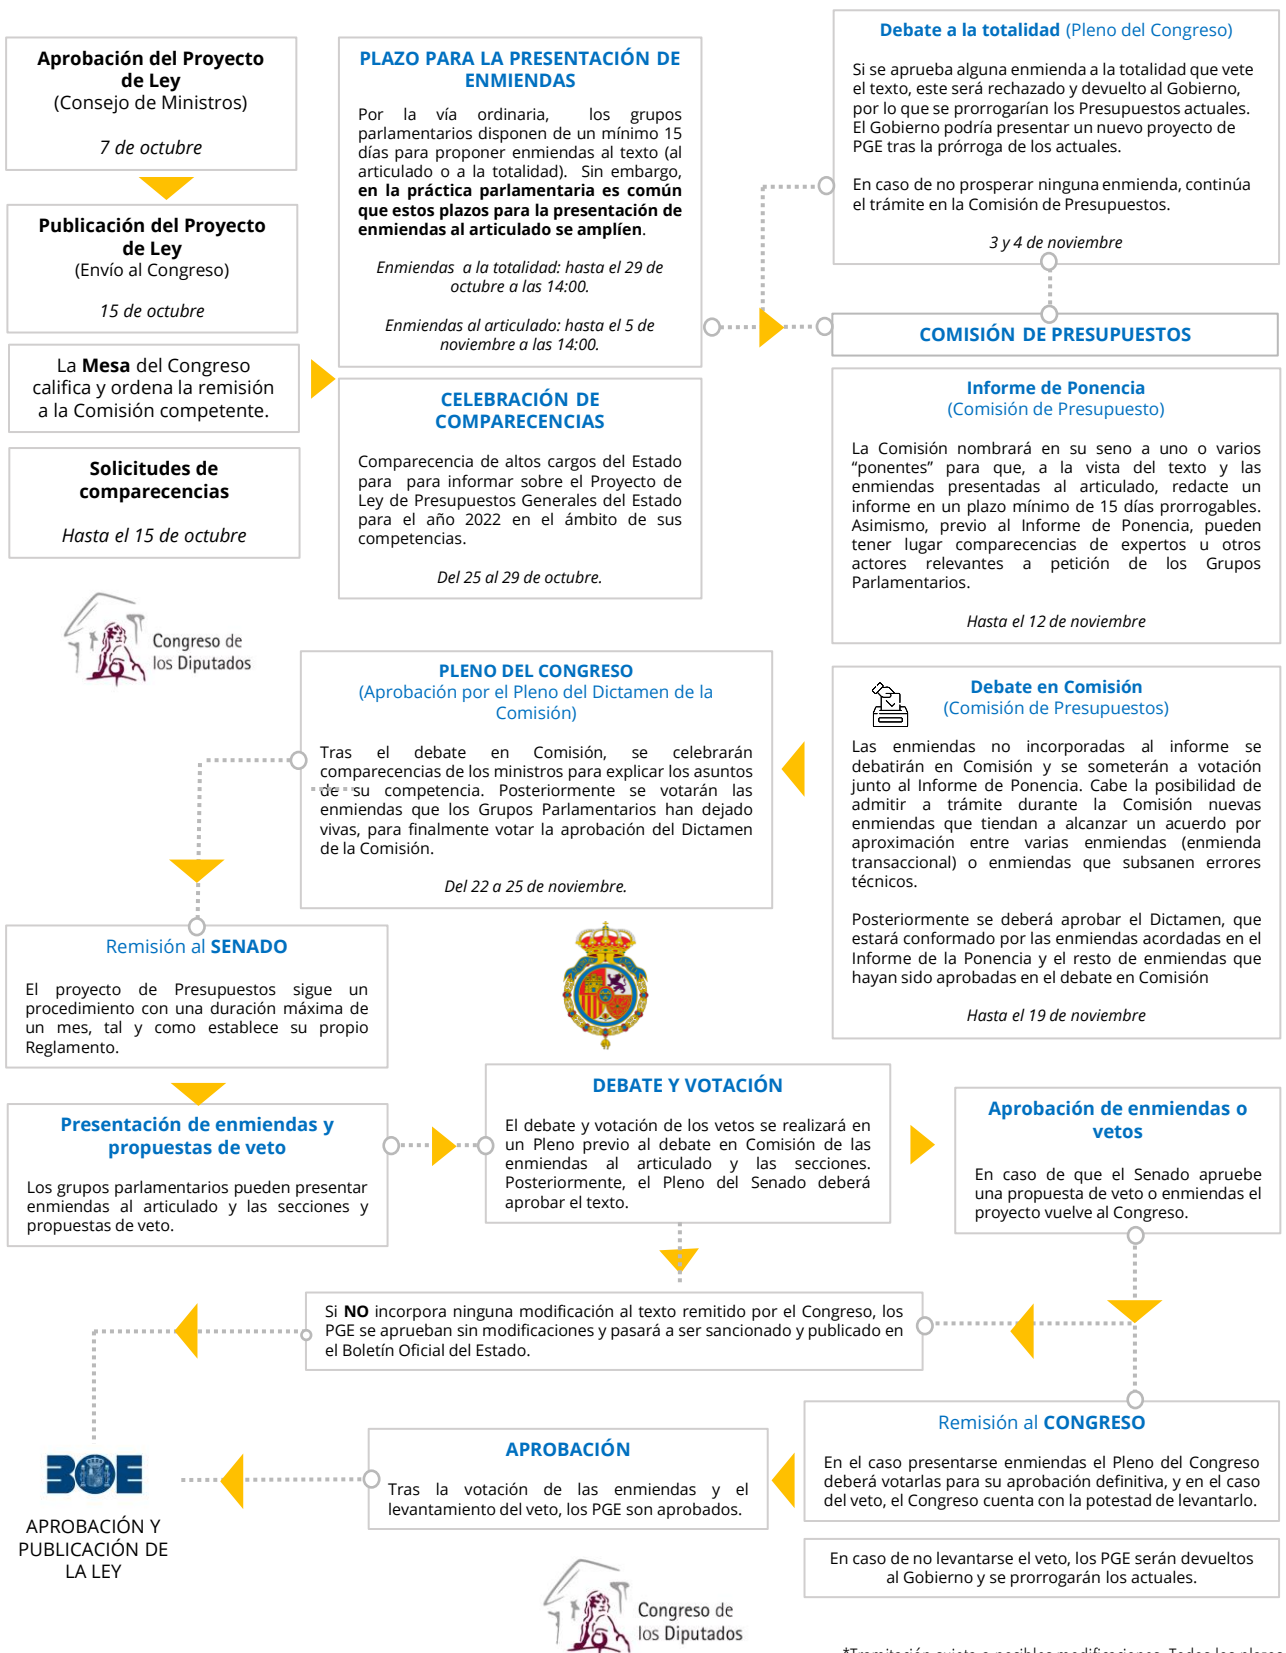 Aprobación del Proyecto
de Ley
(Consejo de Ministros)
7 de octubre
Publicación del Proyecto
de Ley
(Envío al Congreso)
15 de octubre
La Mesa del Congreso
califica y ordena la remisión
a la Comisión competente.
Solicitudes de
comparecencias
Hasta el 15 de octubre
PLAZO PARA LA PRESENTACIÓN DE
ENMIENDAS
Por la vía ordinaria, los grupos
parlamentarios disponen de un mínimo 15
días para proponer enmiendas al texto (al
articulado o a la totalidad). Sin embargo,
en la práctica parlamentaria es común
que estos plazos para la presentación de
enmiendas al articulado se amplíen.
Enmiendas a la totalidad: hasta el 29 de
octubre a las 14:00.
Enmiendas al articulado: hasta el 5 de
noviembre a las 14:00.
CELEBRACIÓN DE
COMPARECENCIAS
Comparecencia de altos cargos del Estado
para para informar sobre el Proyecto de
Ley de Presupuestos Generales del Estado
para el año 2022 en el ámbito de sus
competencias.
Del 25 al 29 de octubre.
Debate a la totalidad (Pleno del Congreso)
Si se aprueba alguna enmienda a la totalidad que vete
el texto, este será rechazado y devuelto al Gobierno,
por lo que se prorrogarían los Presupuestos actuales.
El Gobierno podría presentar un nuevo proyecto de
PGE tras la prórroga de los actuales.
En caso de no prosperar ninguna enmienda, continúa
el trámite en la Comisión de Presupuestos.
3 y 4 de noviembre
COMISIÓN DE PRESUPUESTOS
Informe de Ponencia
(Comisión de Presupuesto)
La Comisión nombrará en su seno a uno o varios
“ponentes” para que, a la vista del texto y las
enmiendas presentadas al articulado, redacte un
informe en un plazo mínimo de 15 días prorrogables.
Asimismo, previo al Informe de Ponencia, pueden
tener lugar comparecencias de expertos u otros
actores relevantes a petición de los Grupos
Parlamentarios.
Hasta el 12 de noviembre
Congreso de
los Diputados
Debate en Comisión
(Comisión de Presupuestos)
Las enmiendas no incorporadas al informe se
debatirán en Comisión y se someterán a votación
junto al Informe de Ponencia. Cabe la posibilidad de
admitir a trámite durante la Comisión nuevas
enmiendas que tiendan a alcanzar un acuerdo por
aproximación entre varias enmiendas (enmienda
transaccional) o enmiendas que subsanen errores
técnicos.
Posteriormente se deberá aprobar el Dictamen, que
estará conformado por las enmiendas acordadas en el
Informe de la Ponencia y el resto de enmiendas que
hayan sido aprobadas en el debate en Comisión
Hasta el 19 de noviembre
PLENO DEL CONGRESO
(Aprobación por el Pleno del Dictamen de la
Comisión)
Tras el debate en Comisión, se celebrarán
comparecencias de los ministros para explicar los asuntos
de su competencia. Posteriormente se votarán las
enmiendas que los Grupos Parlamentarios han dejado
vivas, para finalmente votar la aprobación del Dictamen
de la Comisión.
Del 22 a 25 de noviembre.
Remisión al SENADO
El proyecto de Presupuestos sigue un
procedimiento con una duración máxima de
un mes, tal y como establece su propio
Reglamento.
Presentación de enmiendas y
propuestas de veto
Los grupos parlamentarios pueden presentar
enmiendas al articulado y las secciones y
propuestas de veto.
DEBATE Y VOTACIÓN
El debate y votación de los vetos se realizará en
un Pleno previo al debate en Comisión de las
enmiendas al articulado y las secciones.
Posteriormente, el Pleno del Senado deberá
aprobar el texto.
Aprobación de enmiendas o
vetos
En caso de que el Senado apruebe
una propuesta de veto o enmiendas el
proyecto vuelve al Congreso.
Si NO incorpora ninguna modificación al texto remitido por el Congreso, los
PGE se aprueban sin modificaciones y pasará a ser sancionado y publicado en
el Boletín Oficial del Estado.
Remisión al CONGRESO
En el caso presentarse enmiendas el Pleno del Congreso
deberá votarlas para su aprobación definitiva, y en el caso
del veto, el Congreso cuenta con la potestad de levantarlo.
En caso de no levantarse el veto, los PGE serán devueltos
al Gobierno y se prorrogarán los actuales.
APROBACIÓN
Tras la votación de las enmiendas y el
levantamiento del veto, los PGE son aprobados.
BOE
APROBACIÓN Y
PUBLICACIÓN DE
LA LEY
Congreso de
los Diputados
*Tramitación sujeta a posibles modificaciones. Todos los plazos